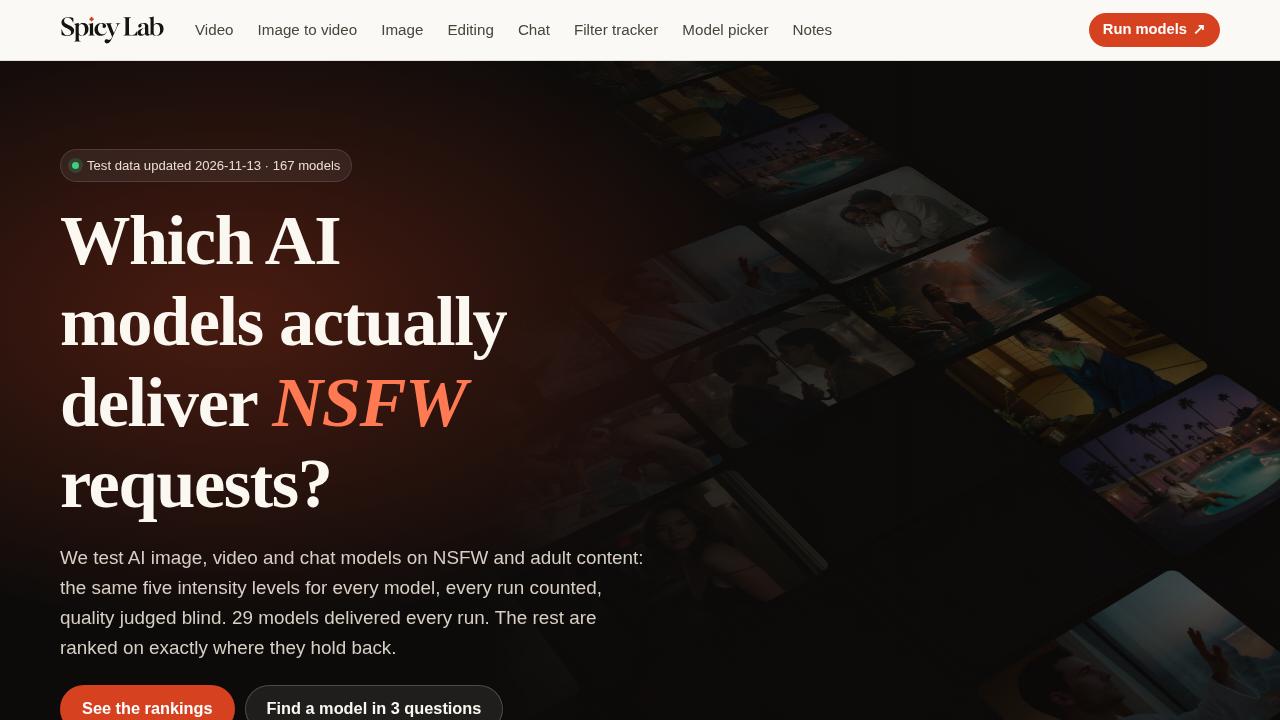 Spicy Lab
Video
Image to video
Image
Editing
Chat
Filter tracker
Model picker
Notes
Run models ↗
Test data updated 2026-11-13 · 167 models
Which AI
models actually
deliver NSFW
requests?
We test AI image, video and chat models on NSFW and adult content:
the same five intensity levels for every model, every run counted,
quality judged blind. 29 models delivered every run. The rest are
ranked on exactly where they hold back.
See the rankings
Find a model in 3 questions